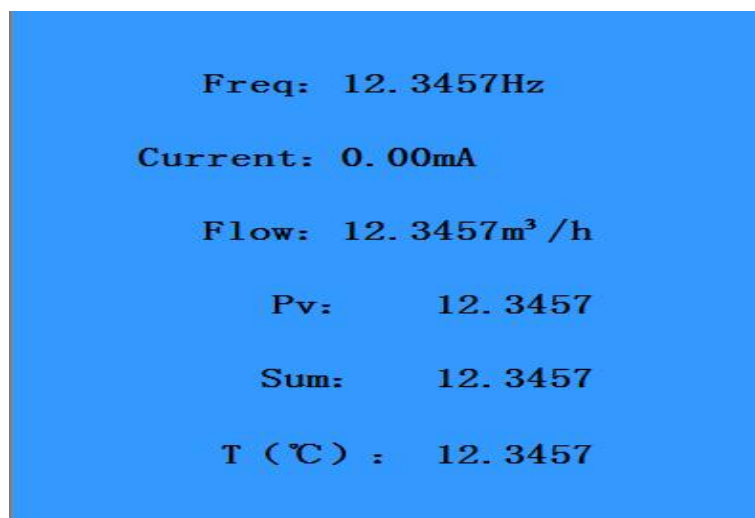 Freq: 12.3457Hz
Current: 0.00mA
Flow: 12.3457m³/h
Pv: 12.3457
Sum: 12.3457
T（℃）: 12.3457